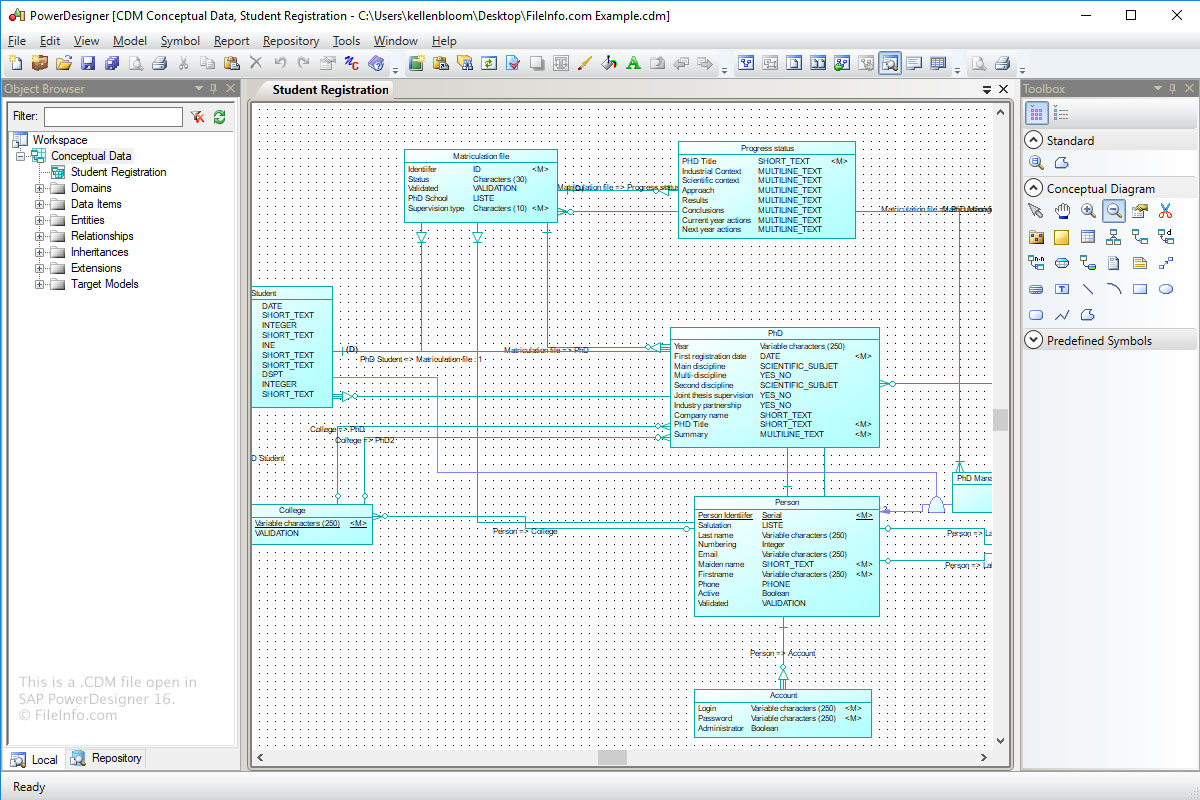 PowerDesigner [CDM Conceptual Data, Student Registration - C:\Users\kellenbloom\Desktop\FileInfo.com Example.cdm]
File Edit View Model Symbol Report Repository Tools Window Help
Object Browser
Filter:
Workspace
Conceptual Data
Student Registration
Domains
Data Items
Entities
Relationships
Inheritances
Extensions
Target Models
This is a .CDM file open in
SAP PowerDesigner 16.
© FileInfo.com
Local Repository
Student Registration
Matriculation file
Identiifer ID <M>
Status Characters (30)
Validated VALIDATION
PhD School LISTE
Supervision type Characters (10) <M>
Matriculation file => Progress status
Progress status
PHD Title SHORT_TEXT <M>
Industrial Context MULTILINE_TEXT
Scientific context MULTILINE_TEXT
Approach MULTILINE_TEXT
Results MULTILINE_TEXT
Conclusions MULTILINE_TEXT
Current year actions MULTILINE_TEXT
Next year actions MULTILINE_TEXT
Student
DATE
SHORT_TEXT
INTEGER
SHORT_TEXT
INE
SHORT_TEXT
SHORT_TEXT
DSPT
INTEGER
SHORT_TEXT
(D)
PhD Student => Matriculation file : 1
Matriculation file => PhD
PhD
Year Variable characters (250)
First registration date DATE <M>
Main discipline SCIENTIFIC_SUBJET
Multi-discipline YES_NO
Second discipline SCIENTIFIC_SUBJET
Joint thesis supervision YES_NO
Industry partnership YES_NO
Company name SHORT_TEXT
PHD Title SHORT_TEXT <M>
Summary MULTILINE_TEXT <M>
College => PhD
College => PhD2
D Student
College
Variable characters (250) <M>
VALIDATION
Person => College
PhD Mana
Person
Person Identiifer Serial <M>
Salutation LISTE
Last name Variable characters (250)
Numbering Integer
Email Variable characters (250)
Maiden name SHORT_TEXT <M>
Firstname Variable characters (250) <M>
Phone PHONE
Active Boolean
Validated VALIDATION
Person => La
Person => Lal
Person => Account
Account
Login Variable characters (250) <M>
Password Variable characters (250) <M>
Administrator Boolean
Toolbox
Standard
Conceptual Diagram
Predefined Symbols
Ready